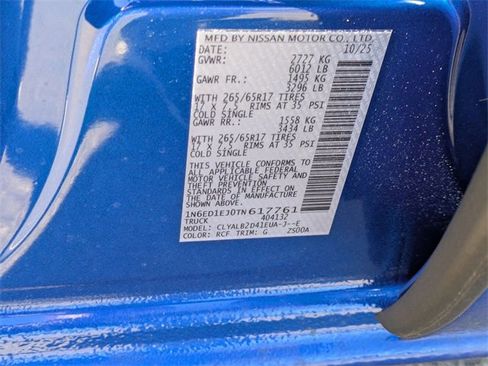 MFD BY NISSAN MOTOR CO., LTD.
DATE: 10/25
GVWR: 2727 KG
6012 LB
GAWR FR.: 1495 KG
3296 LB
WITH 265/65R17 TIRES
17 X 7.5 RIMS AT 35 PSI
COLD SINGLE
GAWR RR.: 1558 KG
3434 LB
WITH 265/65R17 TIRES
17 X 7.5 RIMS AT 35 PSI
COLD SINGLE
THIS VEHICLE CONFORMS TO
ALL APPLICABLE FEDERAL
MOTOR VEHICLE SAFETY AND
THEFT PREVENTION
STANDARDS IN EFFECT ON
THE DATE OF MANUFACTURE
SHOWN ABOVE.
1N6ED1EJ0TN617761
TRUCK 404132
MODEL: CLYALB2D41EUA-J--E
COLOR: RCF TRIM: G ZS00A